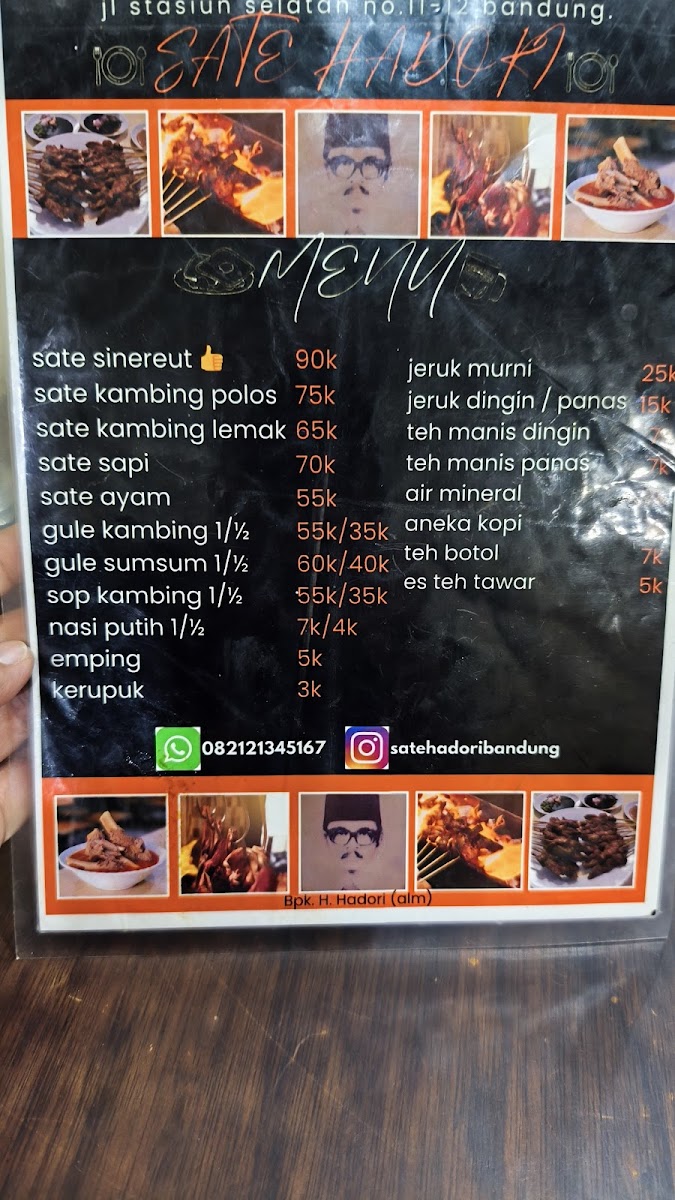 jl stasiun selatan no.11-12 bandung.
SATE HADORI
MENU
sate sinereut 👍 90k
sate kambing polos 75k
sate kambing lemak 65k
sate sapi 70k
sate ayam 55k
gule kambing 1/½ 55k/35k
gule sumsum 1/½ 60k/40k
sop kambing 1/½ 55k/35k
nasi putih 1/½ 7k/4k
emping 5k
kerupuk 3k
jeruk murni 25k
jeruk dingin / panas 15k
teh manis dingin
teh manis panas 7k
air mineral
aneka kopi
teh botol 7k
es teh tawar 5k
082121345167 satehadoribandung
Bpk. H. Hadori (alm)